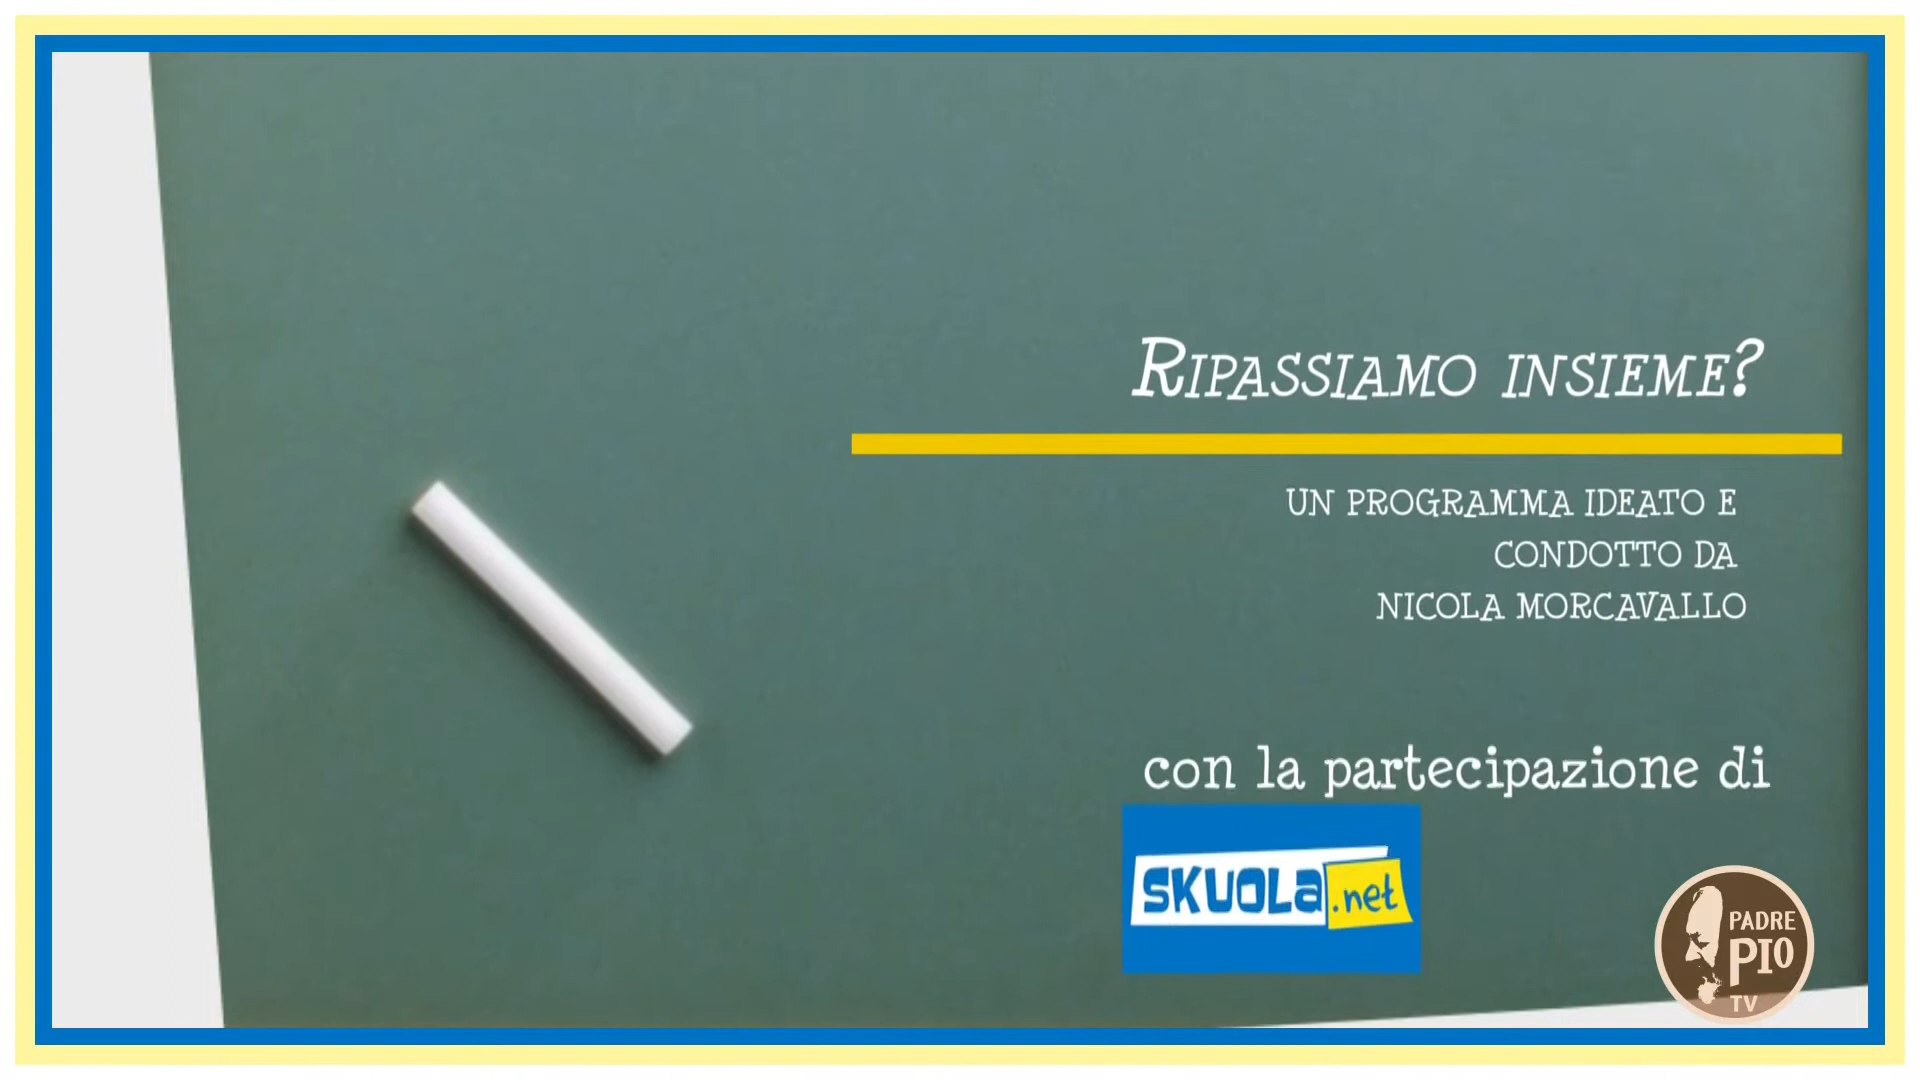 Ripassiamo insieme?
UN PROGRAMMA IDEATO E
CONDOTTO DA
NICOLA MORCAVALLO
con la partecipazione di
SKUOLa.net
PADRE
PIO
TV